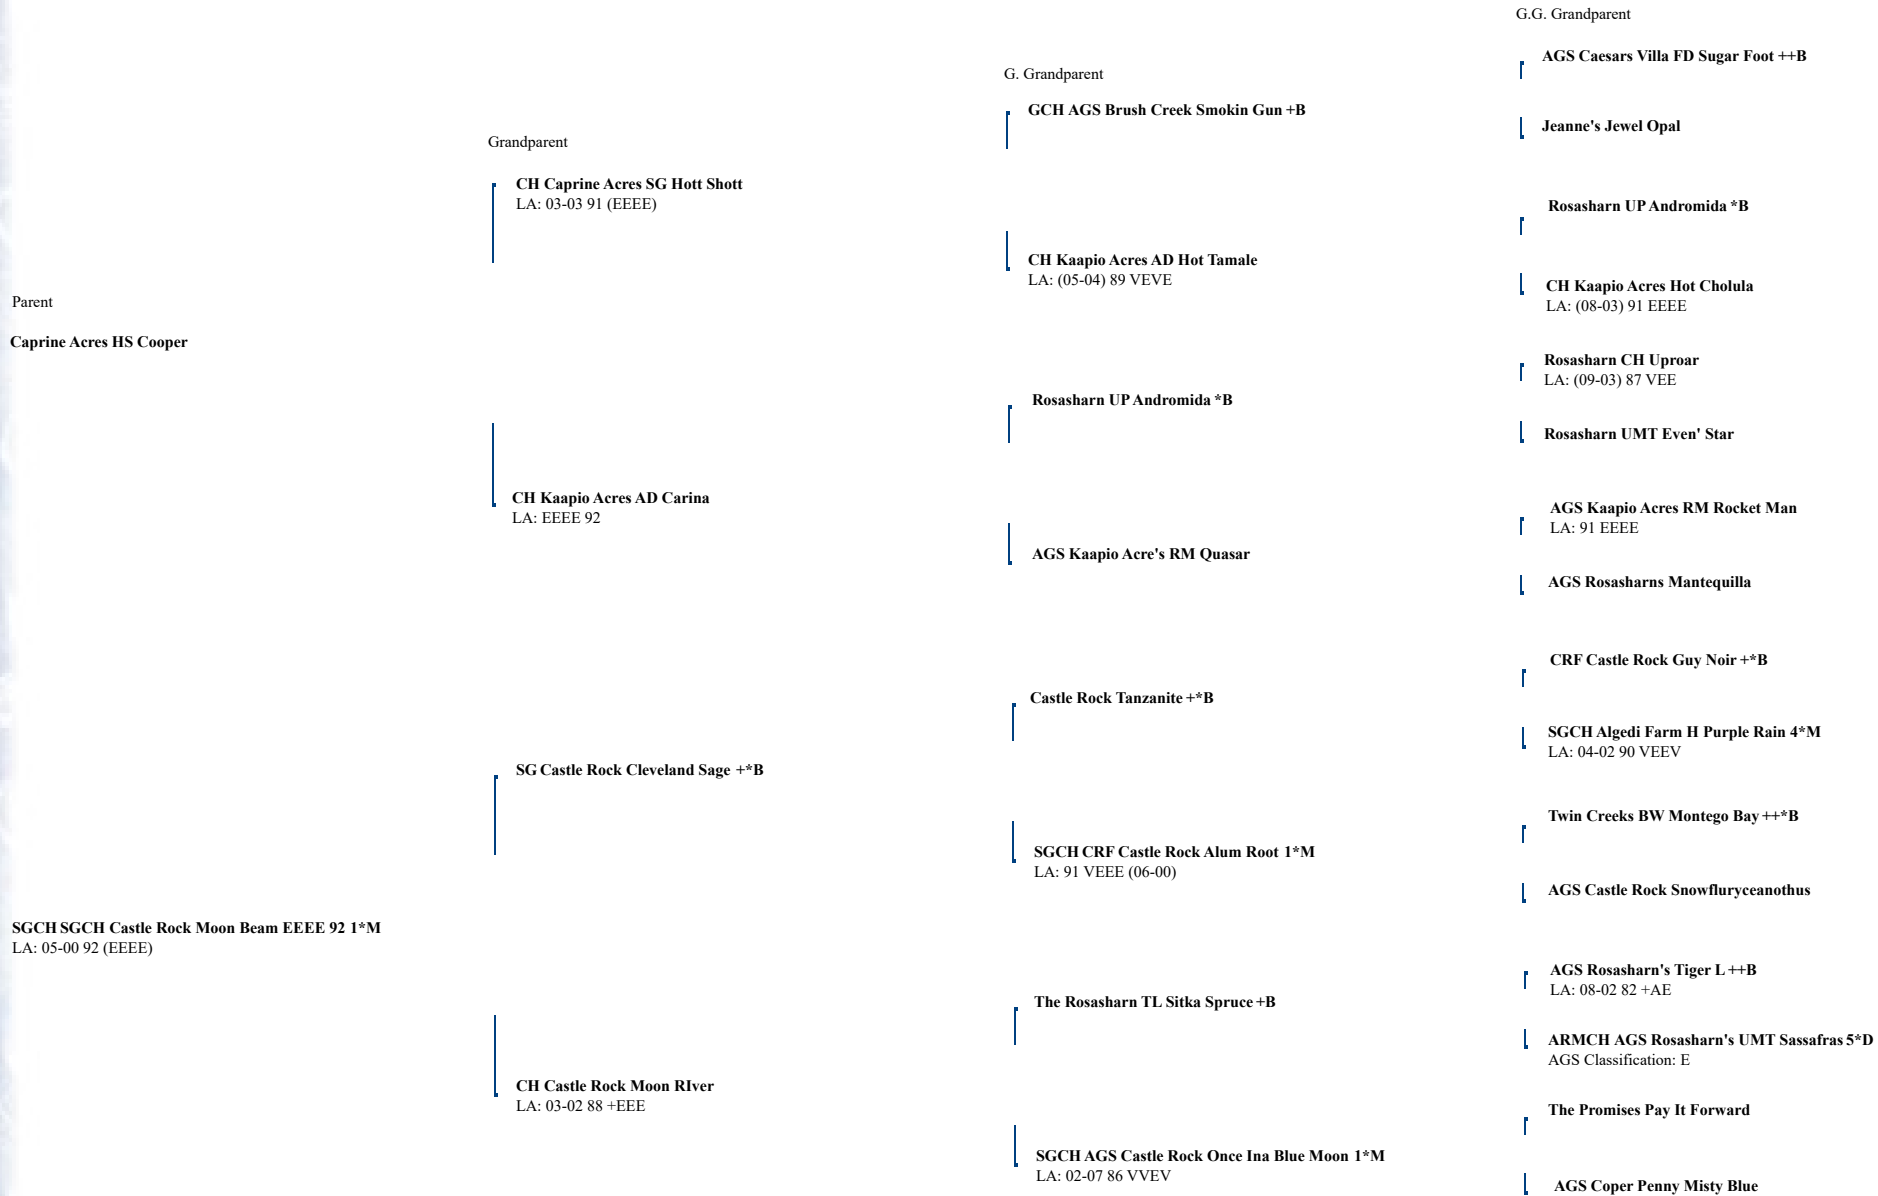 Parent
Caprine Acres HS Cooper
SGCH SGCH Castle Rock Moon Beam EEEE 92 1*M
LA: 05-00 92 (EEEE)
Grandparent
CH Caprine Acres SG Hott Shott
LA: 03-03 91 (EEEE)
CH Kaapio Acres AD Carina
LA: EEEE 92
SG Castle Rock Cleveland Sage +*B
CH Castle Rock Moon RIver
LA: 03-02 88 +EEE
G. Grandparent
GCH AGS Brush Creek Smokin Gun +B
CH Kaapio Acres AD Hot Tamale
LA: (05-04) 89 VEVE
Rosasharn UP Andromida *B
AGS Kaapio Acre's RM Quasar
Castle Rock Tanzanite +*B
SGCH CRF Castle Rock Alum Root 1*M
LA: 91 VEEE (06-00)
The Rosasharn TL Sitka Spruce +B
SGCH AGS Castle Rock Once Ina Blue Moon 1*M
LA: 02-07 86 VVEV
G.G. Grandparent
AGS Caesars Villa FD Sugar Foot ++B
Jeanne's Jewel Opal
Rosasharn UP Andromida *B
CH Kaapio Acres Hot Cholula
LA: (08-03) 91 EEEE
Rosasharn CH Uproar
LA: (09-03) 87 VEE
Rosasharn UMT Even' Star
AGS Kaapio Acres RM Rocket Man
LA: 91 EEEE
AGS Rosasharns Mantequilla
CRF Castle Rock Guy Noir +*B
SGCH Algedi Farm H Purple Rain 4*M
LA: 04-02 90 VEEV
Twin Creeks BW Montego Bay ++*B
AGS Castle Rock Snowfluryceanothus
AGS Rosasharn's Tiger L ++B
LA: 08-02 82 +AE
ARMCH AGS Rosasharn's UMT Sassafras 5*D
AGS Classification: E
The Promises Pay It Forward
AGS Coper Penny Misty Blue